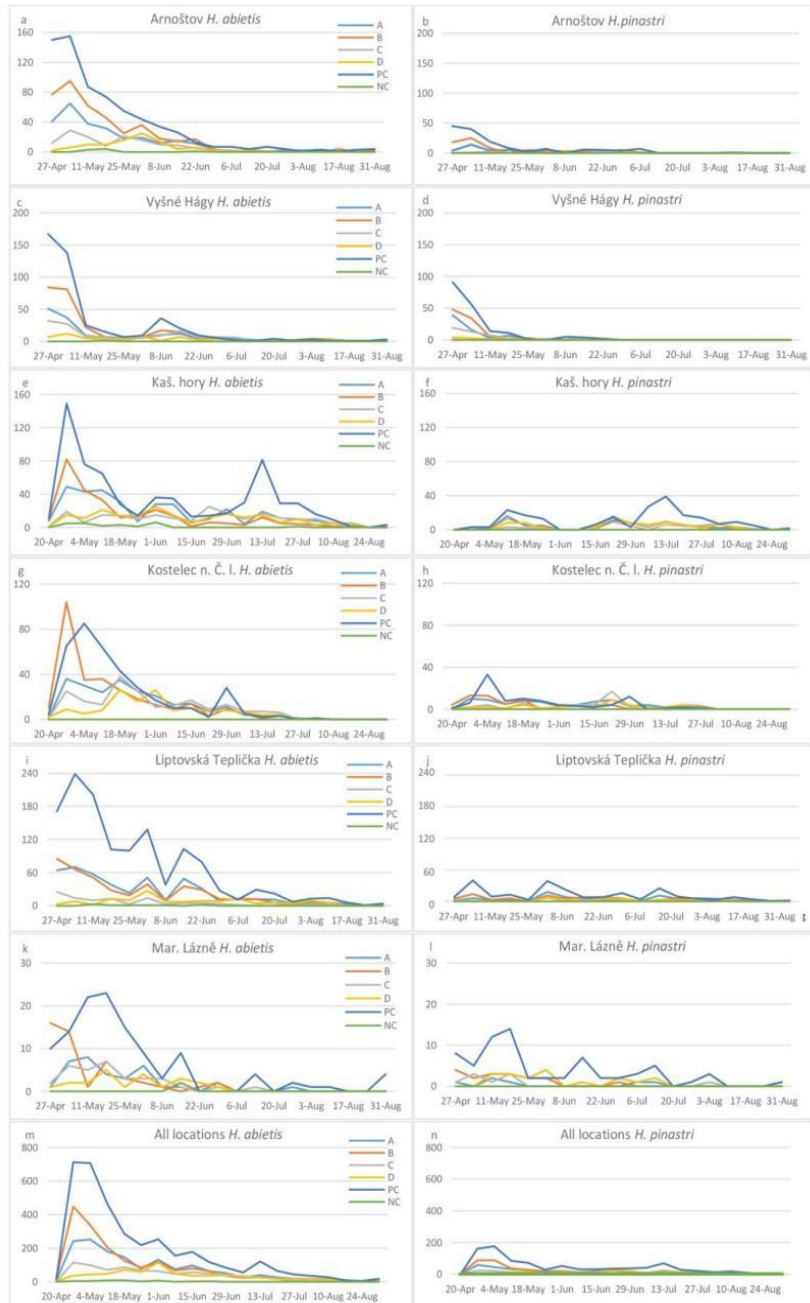 a Arnoštov H. abietis
A
B
C
D
PC
NC
160
120
80
40
0
27-Apr 11-May 25-May 8-Jun 22-Jun 6-Jul 20-Jul 3-Aug 17-Aug 31-Aug
b Arnoštov H.pinastri
200
150
100
50
0
27-Apr 11-May 25-May 8-Jun 22-Jun 6-Jul 20-Jul 3-Aug 17-Aug 31-Aug
c Vyšné Hágy H. abietis
A
B
C
D
PC
NC
200
150
100
50
0
27-Apr 11-May 25-May 8-Jun 22-Jun 6-Jul 20-Jul 3-Aug 17-Aug 31-Aug
d Vyšné Hágy H. pinastri
200
150
100
50
0
27-Apr 11-May 25-May 8-Jun 22-Jun 6-Jul 20-Jul 3-Aug 17-Aug 31-Aug
e Kaš. hory H. abietis
A
B
C
D
PC
NC
160
120
80
40
0
20-Apr 4-May 18-May 1-Jun 15-Jun 29-Jun 13-Jul 27-Jul 10-Aug 24-Aug
f Kaš. hory H. pinastri
160
120
80
40
0
20-Apr 4-May 18-May 1-Jun 15-Jun 29-Jun 13-Jul 27-Jul 10-Aug 24-Aug
g Kostelec n. Č. l. H. abietis
A
B
C
D
PC
NC
120
80
40
0
20-Apr 4-May 18-May 1-Jun 15-Jun 29-Jun 13-Jul 27-Jul 10-Aug 24-Aug
h Kostelec n. Č. l. H. pinastri
120
80
40
0
20-Apr 4-May 18-May 1-Jun 15-Jun 29-Jun 13-Jul 27-Jul 10-Aug 24-Aug
i Liptovská Teplička H. abietis
A
B
C
D
PC
NC
240
180
120
60
0
27-Apr 11-May 25-May 8-Jun 22-Jun 6-Jul 20-Jul 3-Aug 17-Aug 31-Aug
j Liptovská Teplička H. pinastri
240
180
120
60
0
27-Apr 11-May 25-May 8-Jun 22-Jun 6-Jul 20-Jul 3-Aug 17-Aug 31-Aug
k Mar. Lázně H. abietis
A
B
C
D
PC
NC
30
20
10
0
27-Apr 11-May 25-May 8-Jun 22-Jun 6-Jul 20-Jul 3-Aug 17-Aug 31-Aug
l Mar. Lázně H. pinastri
30
20
10
0
27-Apr 11-May 25-May 8-Jun 22-Jun 6-Jul 20-Jul 3-Aug 17-Aug 31-Aug
m All locations H. abietis
A
B
C
D
PC
NC
800
600
400
200
0
20-Apr 4-May 18-May 1-Jun 15-Jun 29-Jun 13-Jul 27-Jul 10-Aug 24-Aug
n All locations H. pinastri
800
600
400
200
0
20-Apr 4-May 18-May 1-Jun 15-Jun 29-Jun 13-Jul 27-Jul 10-Aug 24-Aug